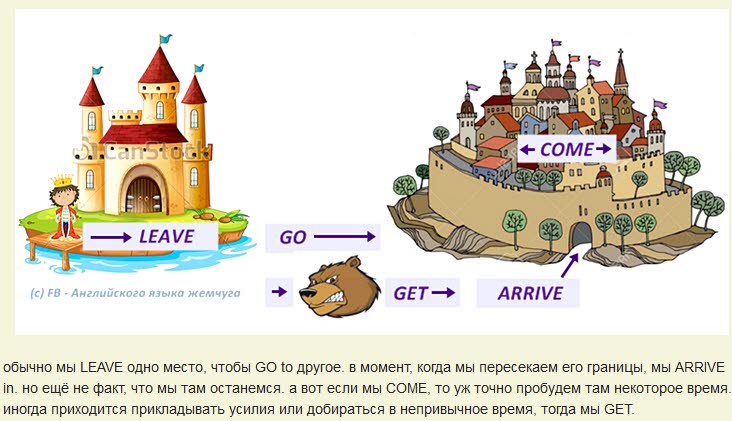 CanStock
← COME →
→ LEAVE
GO →
(c) FB - Английского языка жемчуга
→
GET →
ARRIVE
обычно мы LEAVE одно место, чтобы GO to другое. в момент, когда мы пересекаем его границы, мы ARRIVE
in. но ещё не факт, что мы там останемся. а вот если мы COME, то уж точно пробудем там некоторое время.
иногда приходится прикладывать усилия или добираться в непривычное время, тогда мы GET.